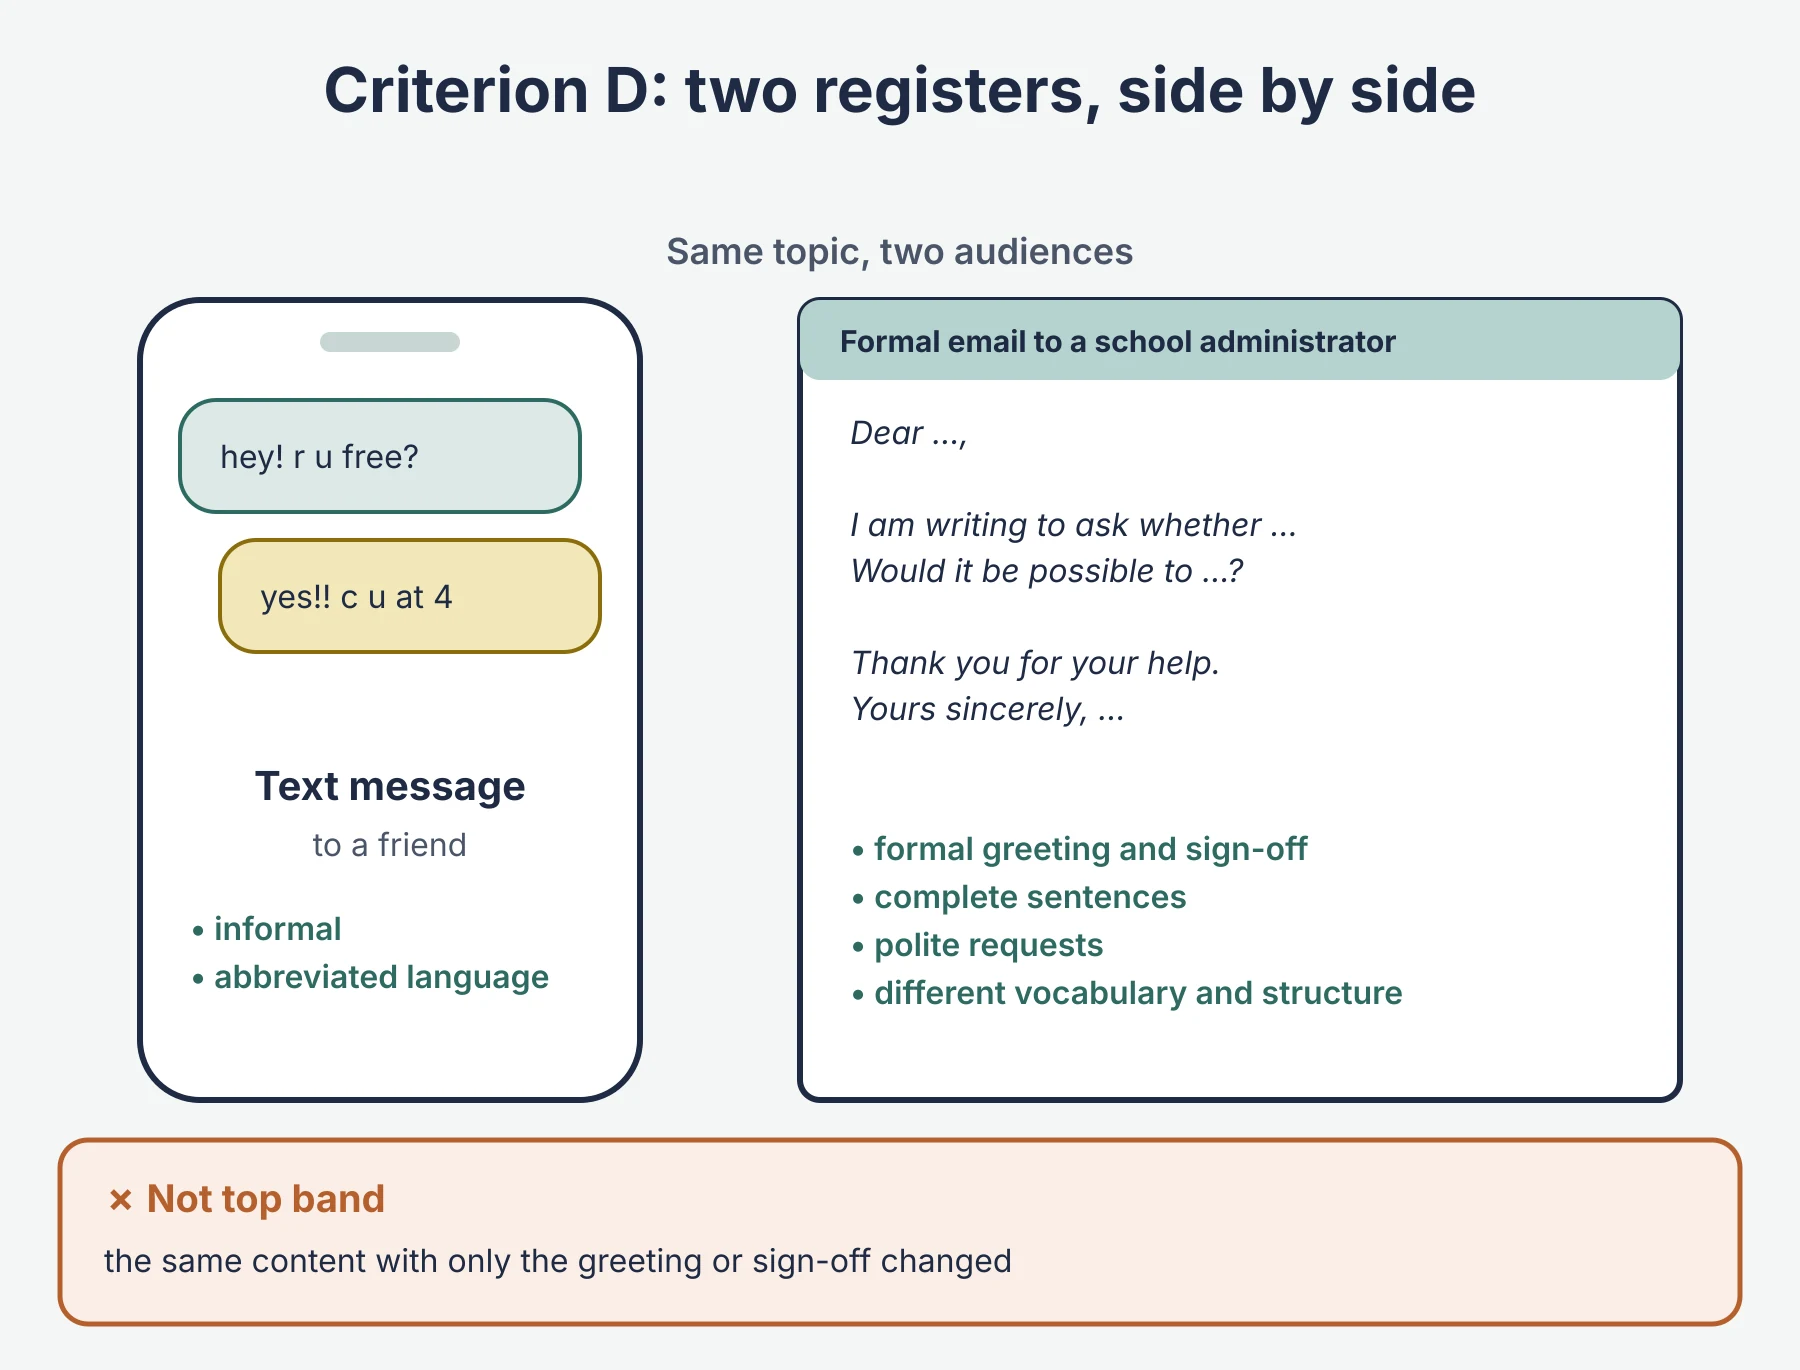 Criterion D: two registers, side by side
Same topic, two audiences
hey! r u free?
yes!! c u at 4
Text message
to a friend
• informal
• abbreviated language
Formal email to a school administrator
Dear ...,
I am writing to ask whether ...
Would it be possible to ...?
Thank you for your help.
Yours sincerely, ...
• formal greeting and sign-off
• complete sentences
• polite requests
• different vocabulary and structure
× Not top band
the same content with only the greeting or sign-off changed